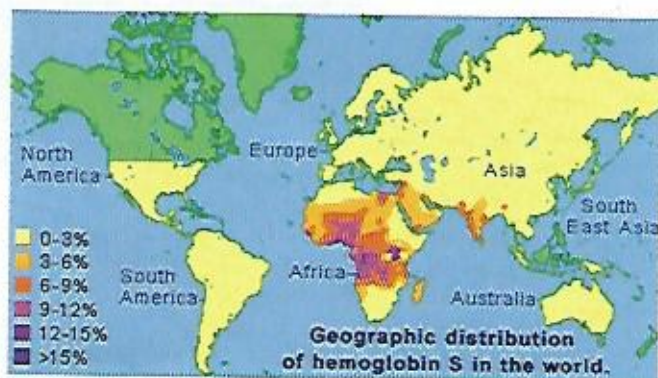 North
America
Europe
Asia
South
East Asia
0-3%
3-6%
6-9%
9-12%
12-15%
>15%
South
America
Africa
Australia
Geographic distribution
of hemoglobin S in the world.